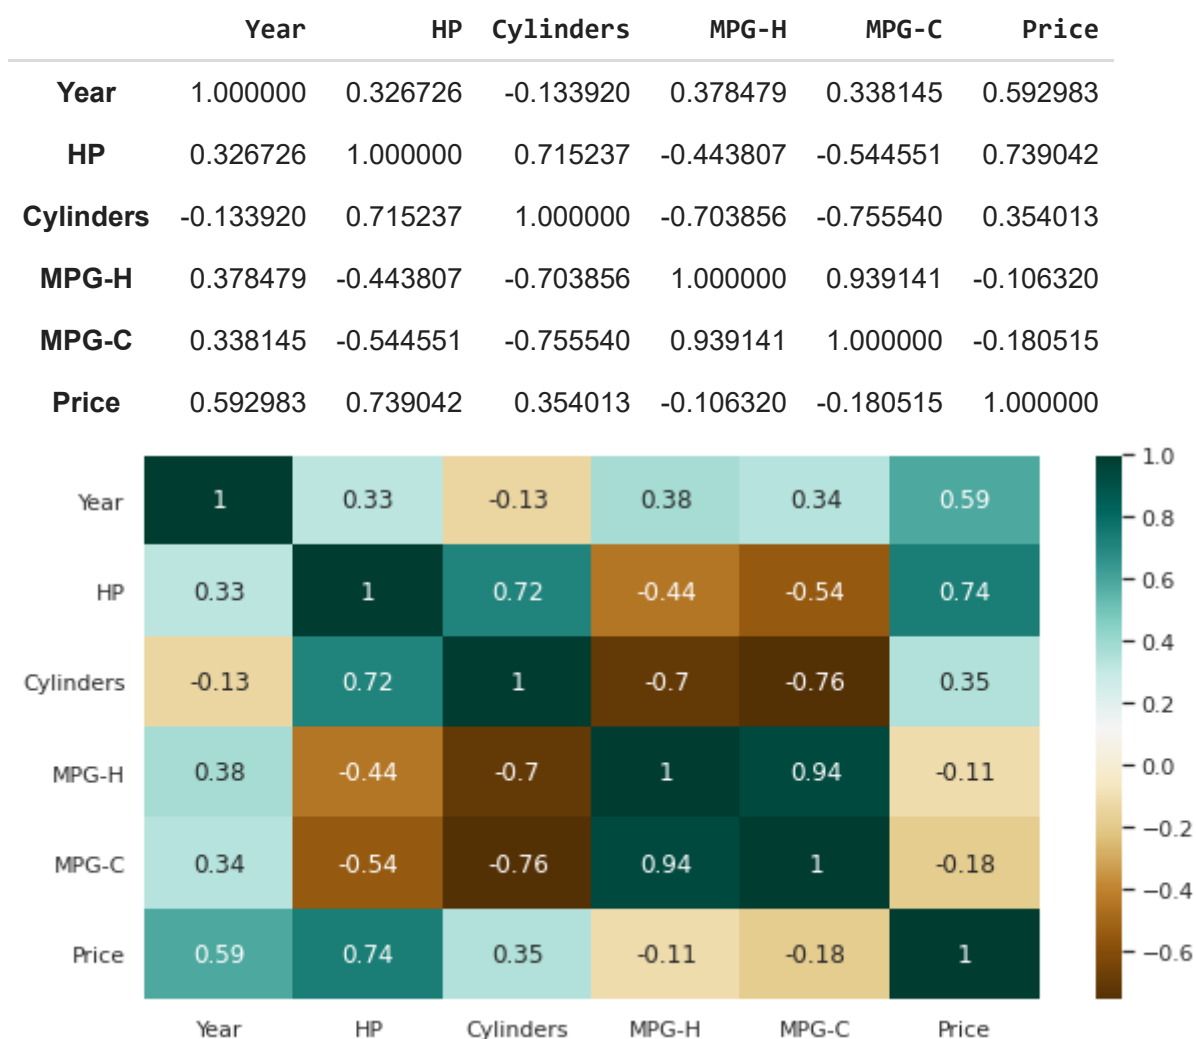 Year HP Cylinders MPG-H MPG-C Price
Year 1.000000 0.326726 -0.133920 0.378479 0.338145 0.592983
HP 0.326726 1.000000 0.715237 -0.443807 -0.544551 0.739042
Cylinders -0.133920 0.715237 1.000000 -0.703856 -0.755540 0.354013
MPG-H 0.378479 -0.443807 -0.703856 1.000000 0.939141 -0.106320
MPG-C 0.338145 -0.544551 -0.755540 0.939141 1.000000 -0.180515
Price 0.592983 0.739042 0.354013 -0.106320 -0.180515 1.000000
Year 1 0.33 -0.13 0.38 0.34 0.59
HP 0.33 1 0.72 -0.44 -0.54 0.74
Cylinders -0.13 0.72 1 -0.7 -0.76 0.35
MPG-H 0.38 -0.44 -0.7 1 0.94 -0.11
MPG-C 0.34 -0.54 -0.76 0.94 1 -0.18
Price 0.59 0.74 0.35 -0.11 -0.18 1
Year HP Cylinders MPG-H MPG-C Price
1.0
0.8
0.6
0.4
0.2
0.0
−0.2
−0.4
−0.6